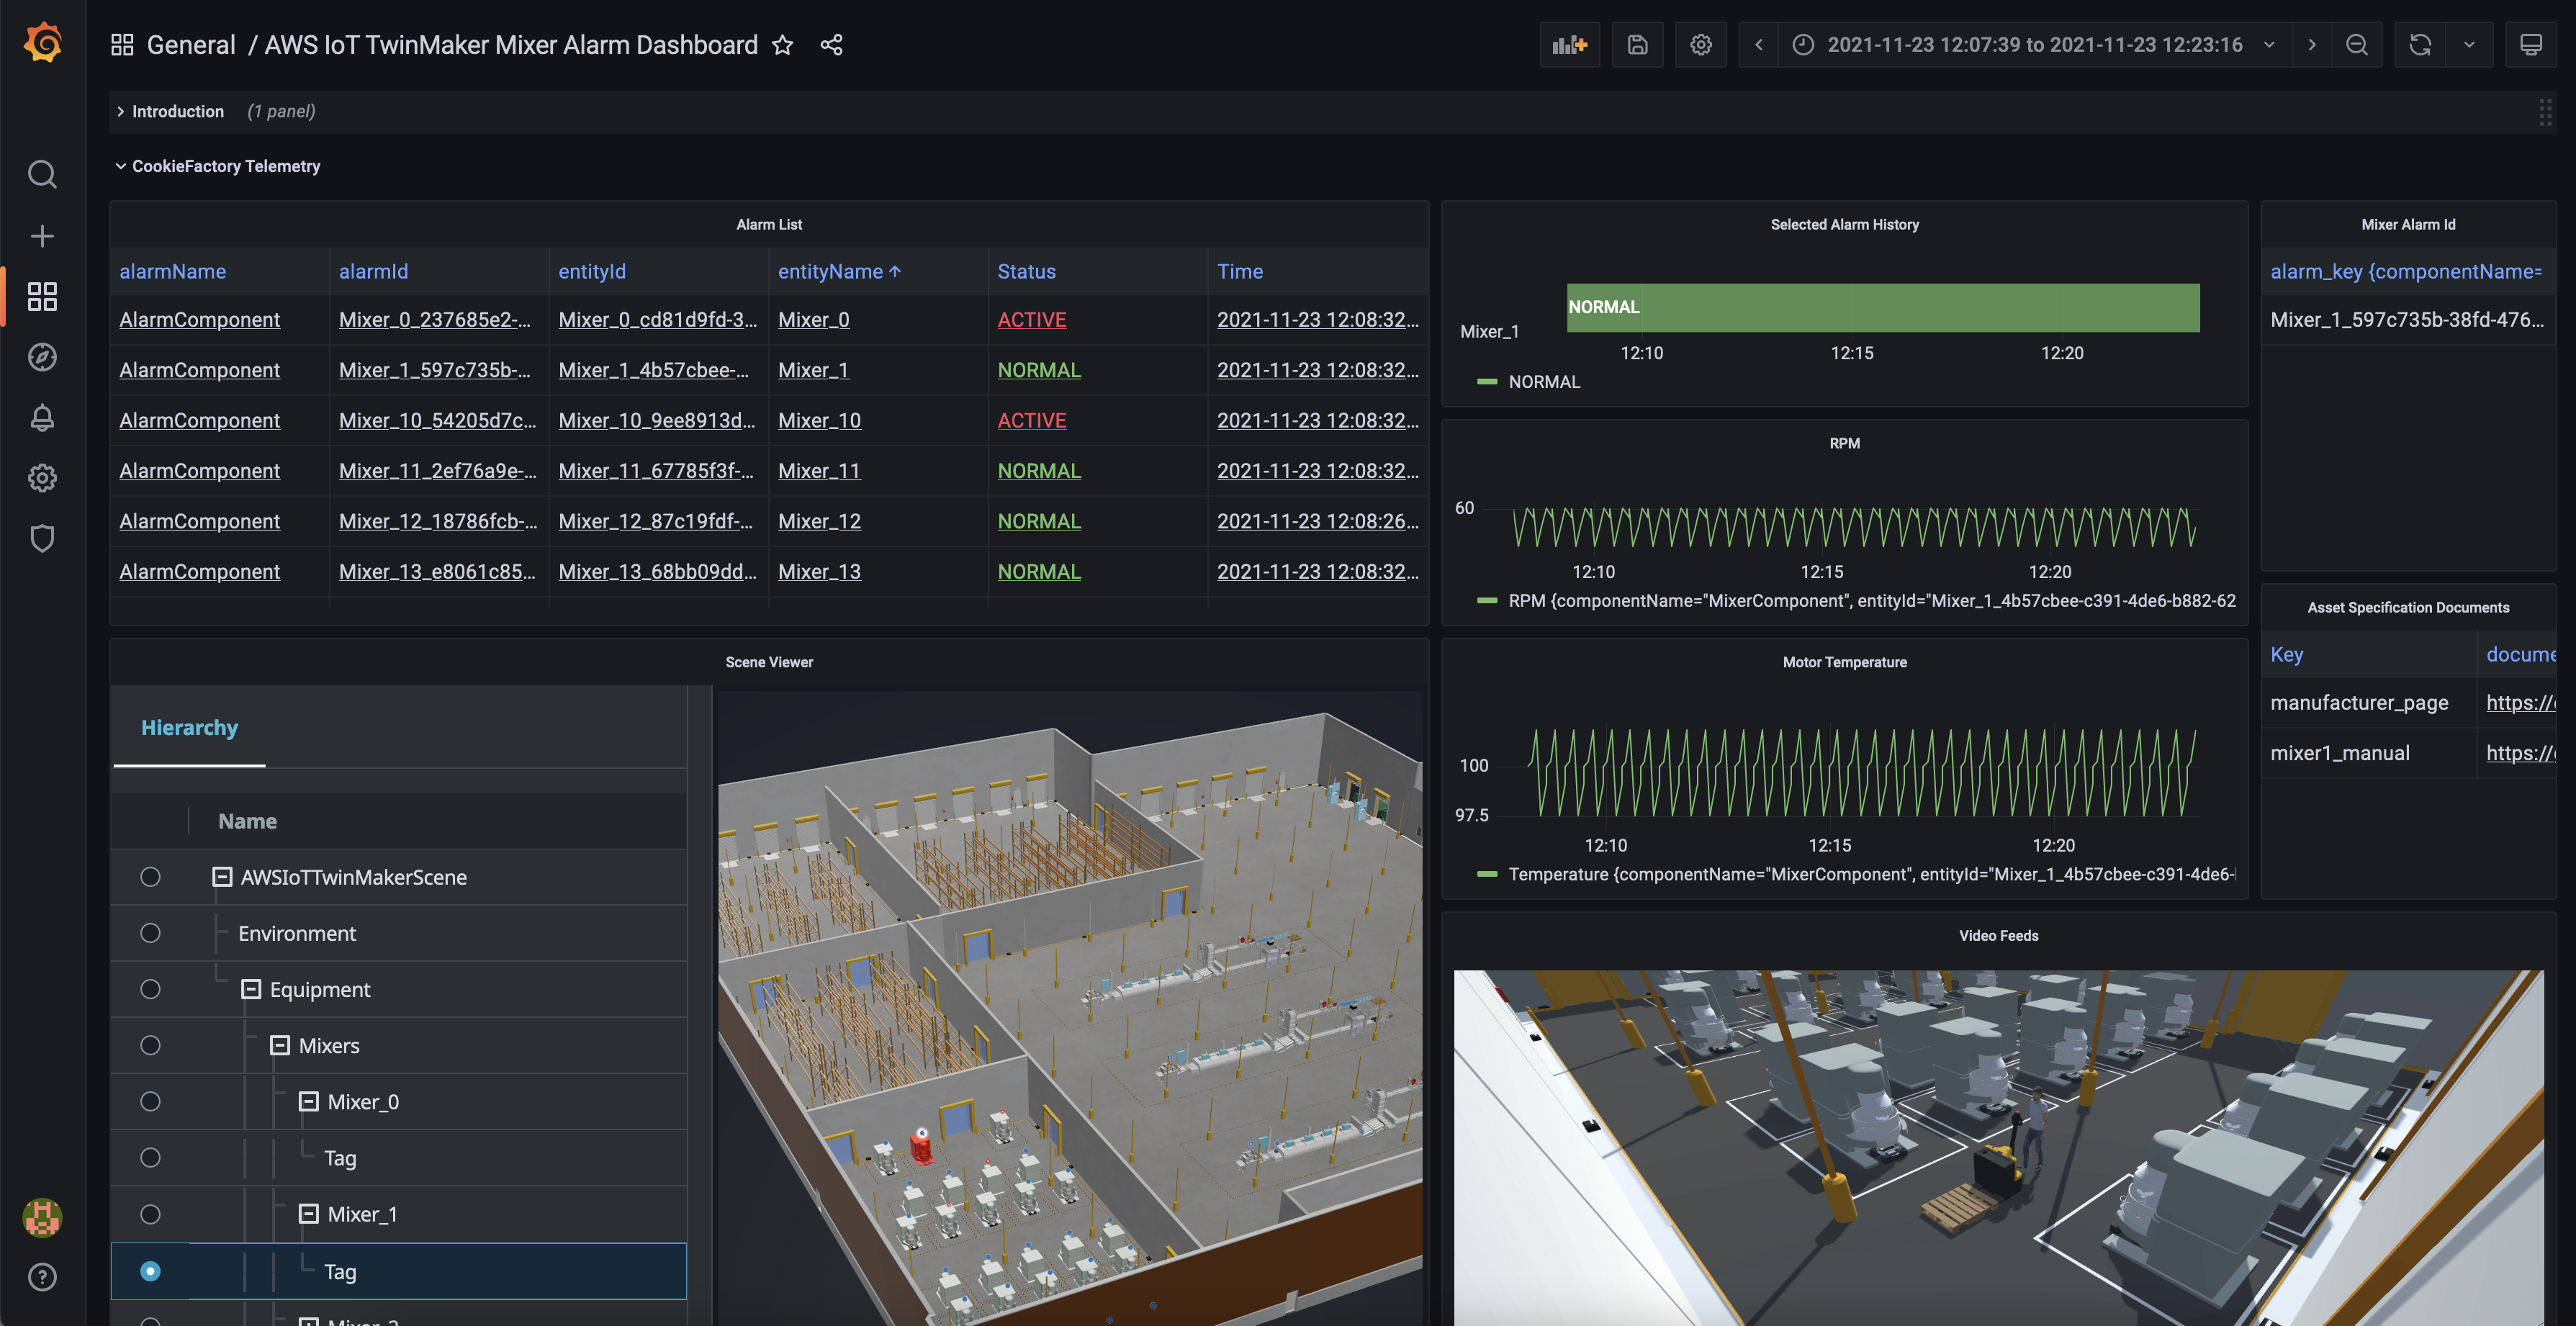 General / AWS IoT TwinMaker Mixer Alarm Dashboard
2021-11-23 12:07:39 to 2021-11-23 12:23:16
Introduction (1 panel)
CookieFactory Telemetry
Alarm List
alarmName alarmId entityId entityName Status Time
AlarmComponent Mixer_0_237685e2-... Mixer_0_cd81d9fd-3... Mixer_0 ACTIVE 2021-11-23 12:08:32...
AlarmComponent Mixer_1_597c735b-... Mixer_1_4b57cbee-... Mixer_1 NORMAL 2021-11-23 12:08:32...
AlarmComponent Mixer_10_54205d7c... Mixer_10_9ee8913d... Mixer_10 ACTIVE 2021-11-23 12:08:32...
AlarmComponent Mixer_11_2ef76a9e-... Mixer_11_67785f3f-... Mixer_11 NORMAL 2021-11-23 12:08:32...
AlarmComponent Mixer_12_18786fcb-... Mixer_12_87c19fdf-... Mixer_12 NORMAL 2021-11-23 12:08:26...
AlarmComponent Mixer_13_e8061c85... Mixer_13_68bb09dd... Mixer_13 NORMAL 2021-11-23 12:08:32...
Selected Alarm History
NORMAL
Mixer_1
12:10 12:15 12:20
NORMAL
Mixer Alarm Id
alarm_key {componentName=
Mixer_1_597c735b-38fd-476...
RPM
60
12:10 12:15 12:20
RPM {componentName="MixerComponent", entityId="Mixer_1_4b57cbee-c391-4de6-b882-62
Asset Specification Documents
Key docume
manufacturer_page https://
mixer1_manual https://
Scene Viewer
Hierarchy
Name
AWSIoTTwinMakerScene
Environment
Equipment
Mixers
Mixer_0
Tag
Mixer_1
Tag
Motor Temperature
100
97.5
12:10 12:15 12:20
Temperature {componentName="MixerComponent", entityId="Mixer_1_4b57cbee-c391-4de6-
Video Feeds